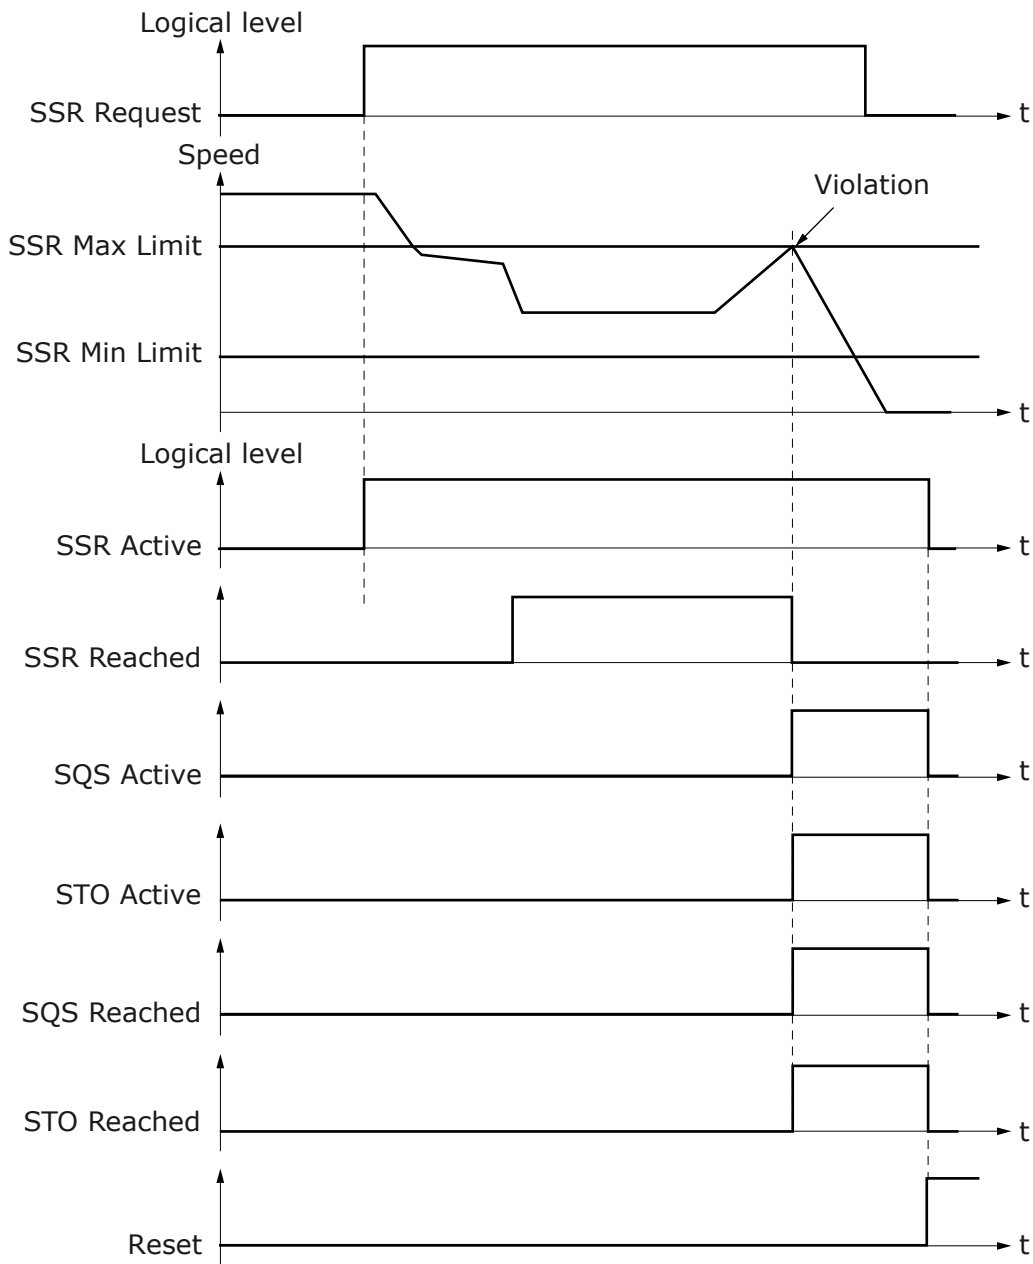 Logical level
SSR Request
t
Speed
Violation
SSR Max Limit
SSR Min Limit
t
Logical level
SSR Active
t
SSR Reached
t
SQS Active
t
STO Active
t
SQS Reached
t
STO Reached
t
Reset
t